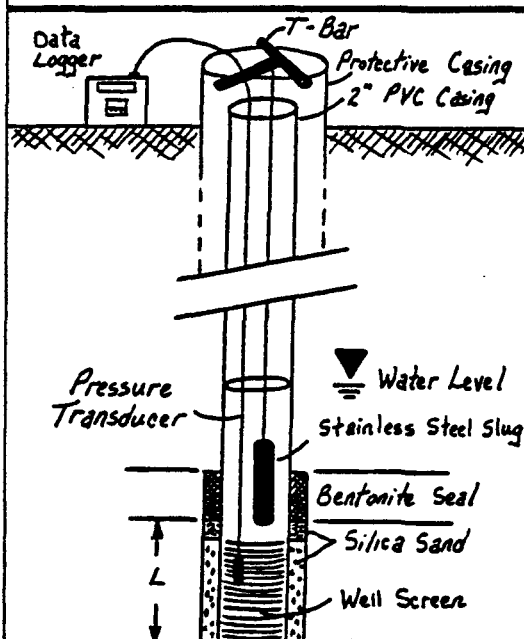 T-Bar
Data
Logger
Protective Casing
2" PVC Casing
Water Level
Pressure
Transducer
Stainless Steel Slug
Bentonite Seal
Silica Sand
L
Well Screen